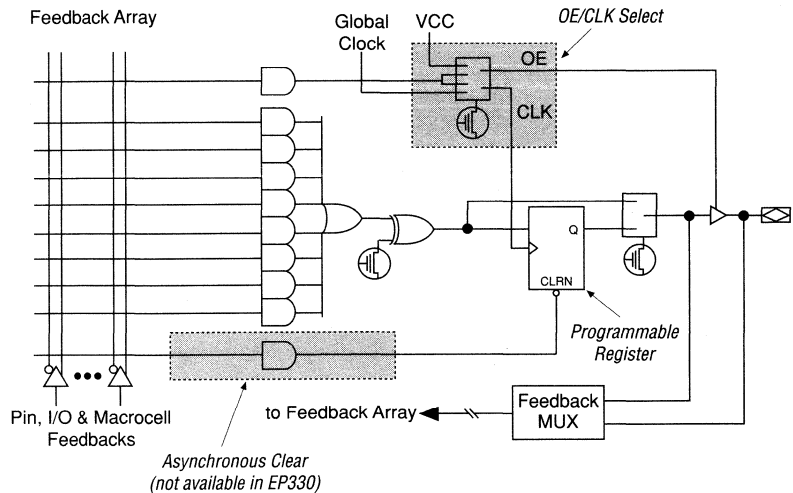 Feedback Array
Global
Clock
VCC
OE/CLK Select
OE
CLK
Q
CLRN
Programmable
Register
Pin, I/O & Macrocell
Feedbacks
to Feedback Array
Feedback
MUX
Asynchronous Clear
(not available in EP330)